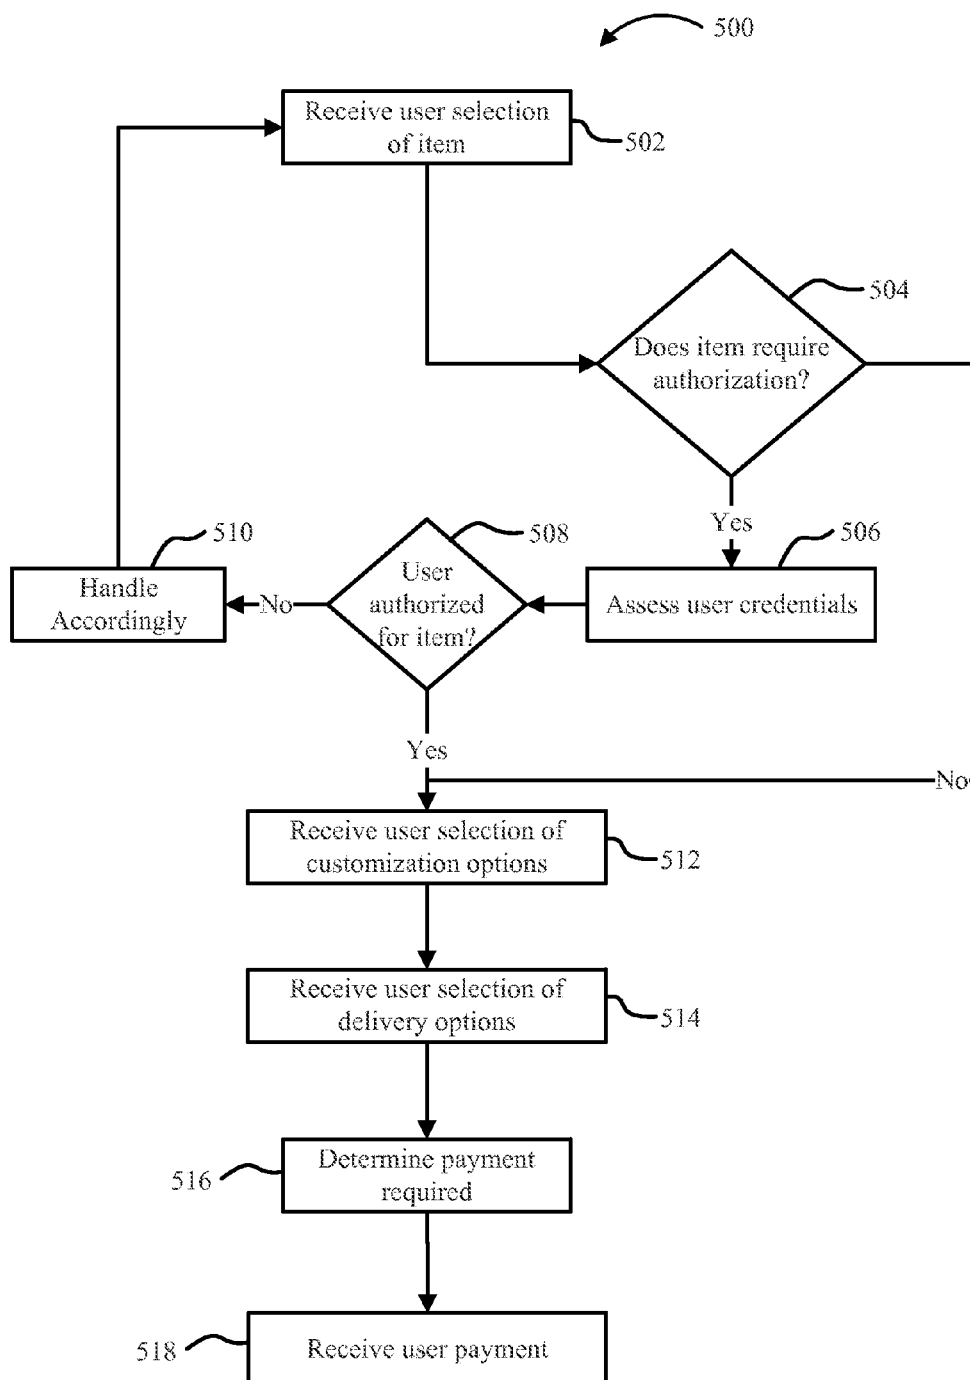 500
Receive user selection
of item
502
504
Does item require
authorization?
Yes
510
508
506
Handle
Accordingly
No
User
authorized
for item?
Assess user credentials
Yes
No
Receive user selection of
customization options
512
Receive user selection of
delivery options
514
Determine payment
required
516
Receive user payment
518